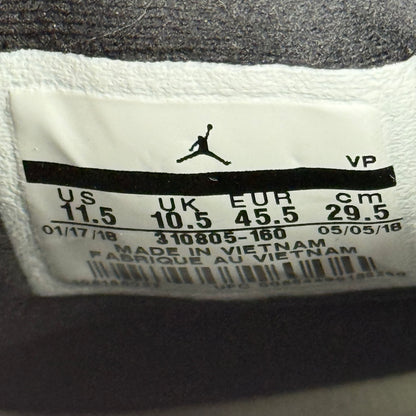 VP
US UK EUR cm
11.5 10.5 45.5 29.5
01/17/18 310805-160 05/05/18
MADE IN VIETNAM
FABRIQUE AU VIETNAM
UPC